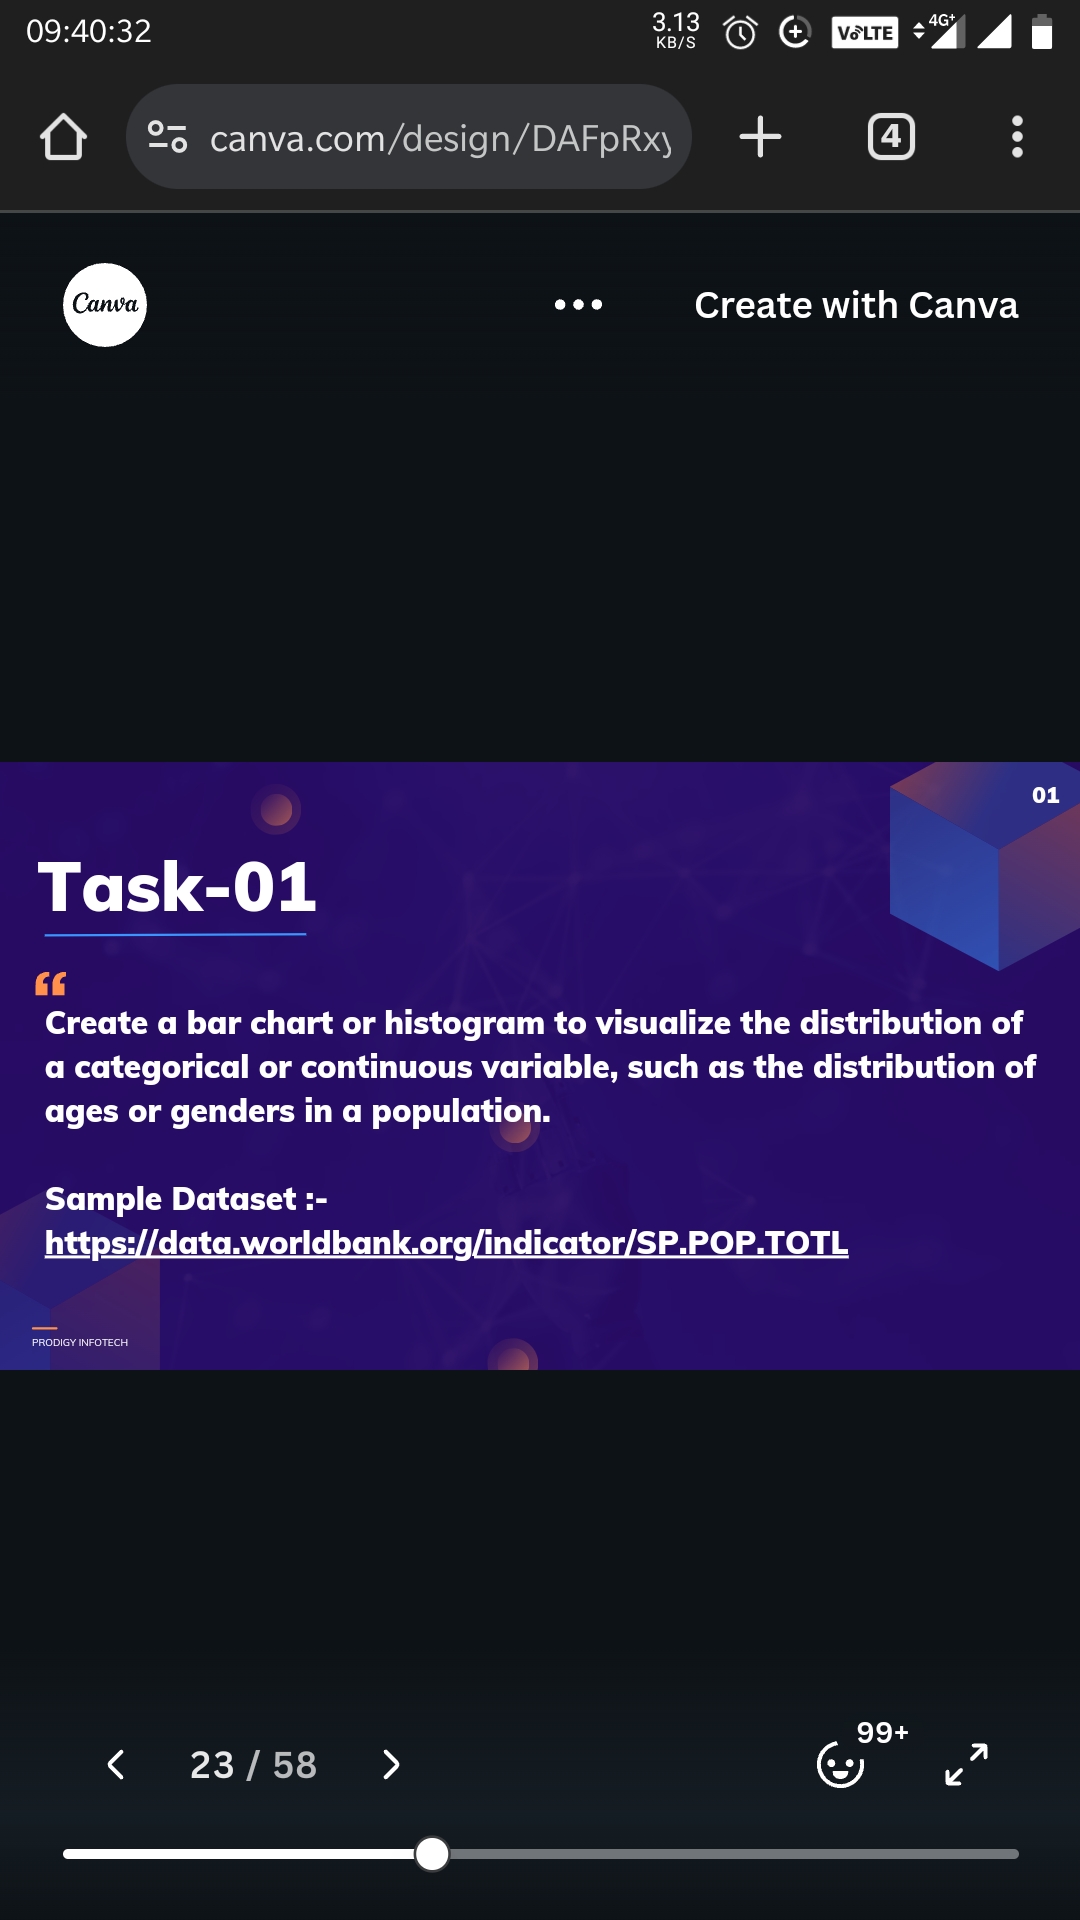 09:40:32
3.13
KB/S
VoLTE
4G+
canva.com/design/DAFpRxy
4
Canva
Create with Canva
01
Task-01
“
Create a bar chart or histogram to visualize the distribution of
a categorical or continuous variable, such as the distribution of
ages or genders in a population.
Sample Dataset :-
https://data.worldbank.org/indicator/SP.POP.TOTL
PRODIGY INFOTECH
99+
23 / 58